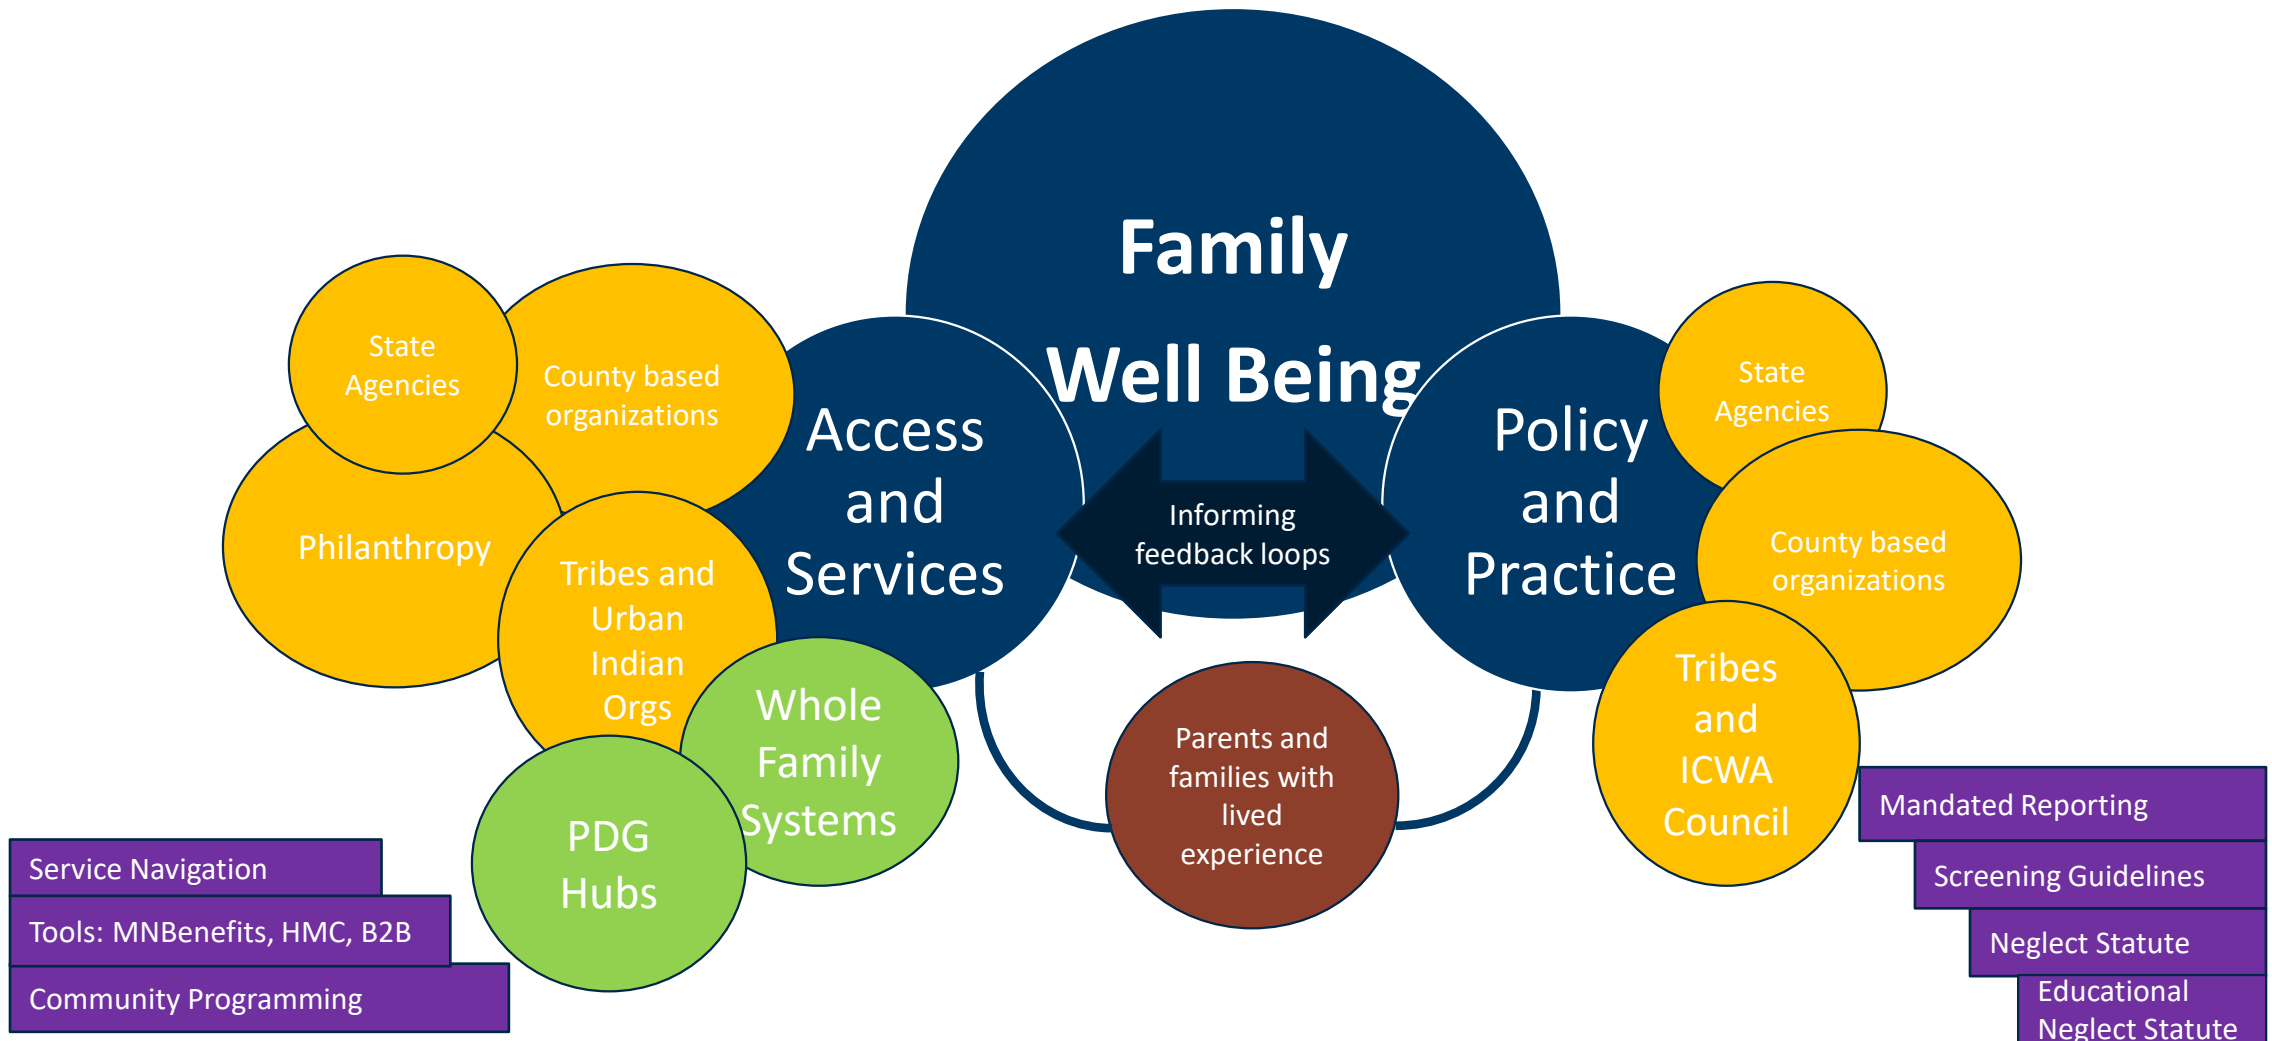 Family
Well Being
State
Agencies
County based
organizations
Philanthropy
Tribes and
Urban
Indian
Orgs
Access
and
Services
Whole
Family
Systems
PDG
Hubs
Informing
feedback loops
Parents and
families with
lived
experience
Policy
and
Practice
State
Agencies
County based
organizations
Tribes
and
ICWA
Council
Service Navigation
Tools: MNBenefits, HMC, B2B
Community Programming
Mandated Reporting
Screening Guidelines
Neglect Statute
Educational
Neglect Statute